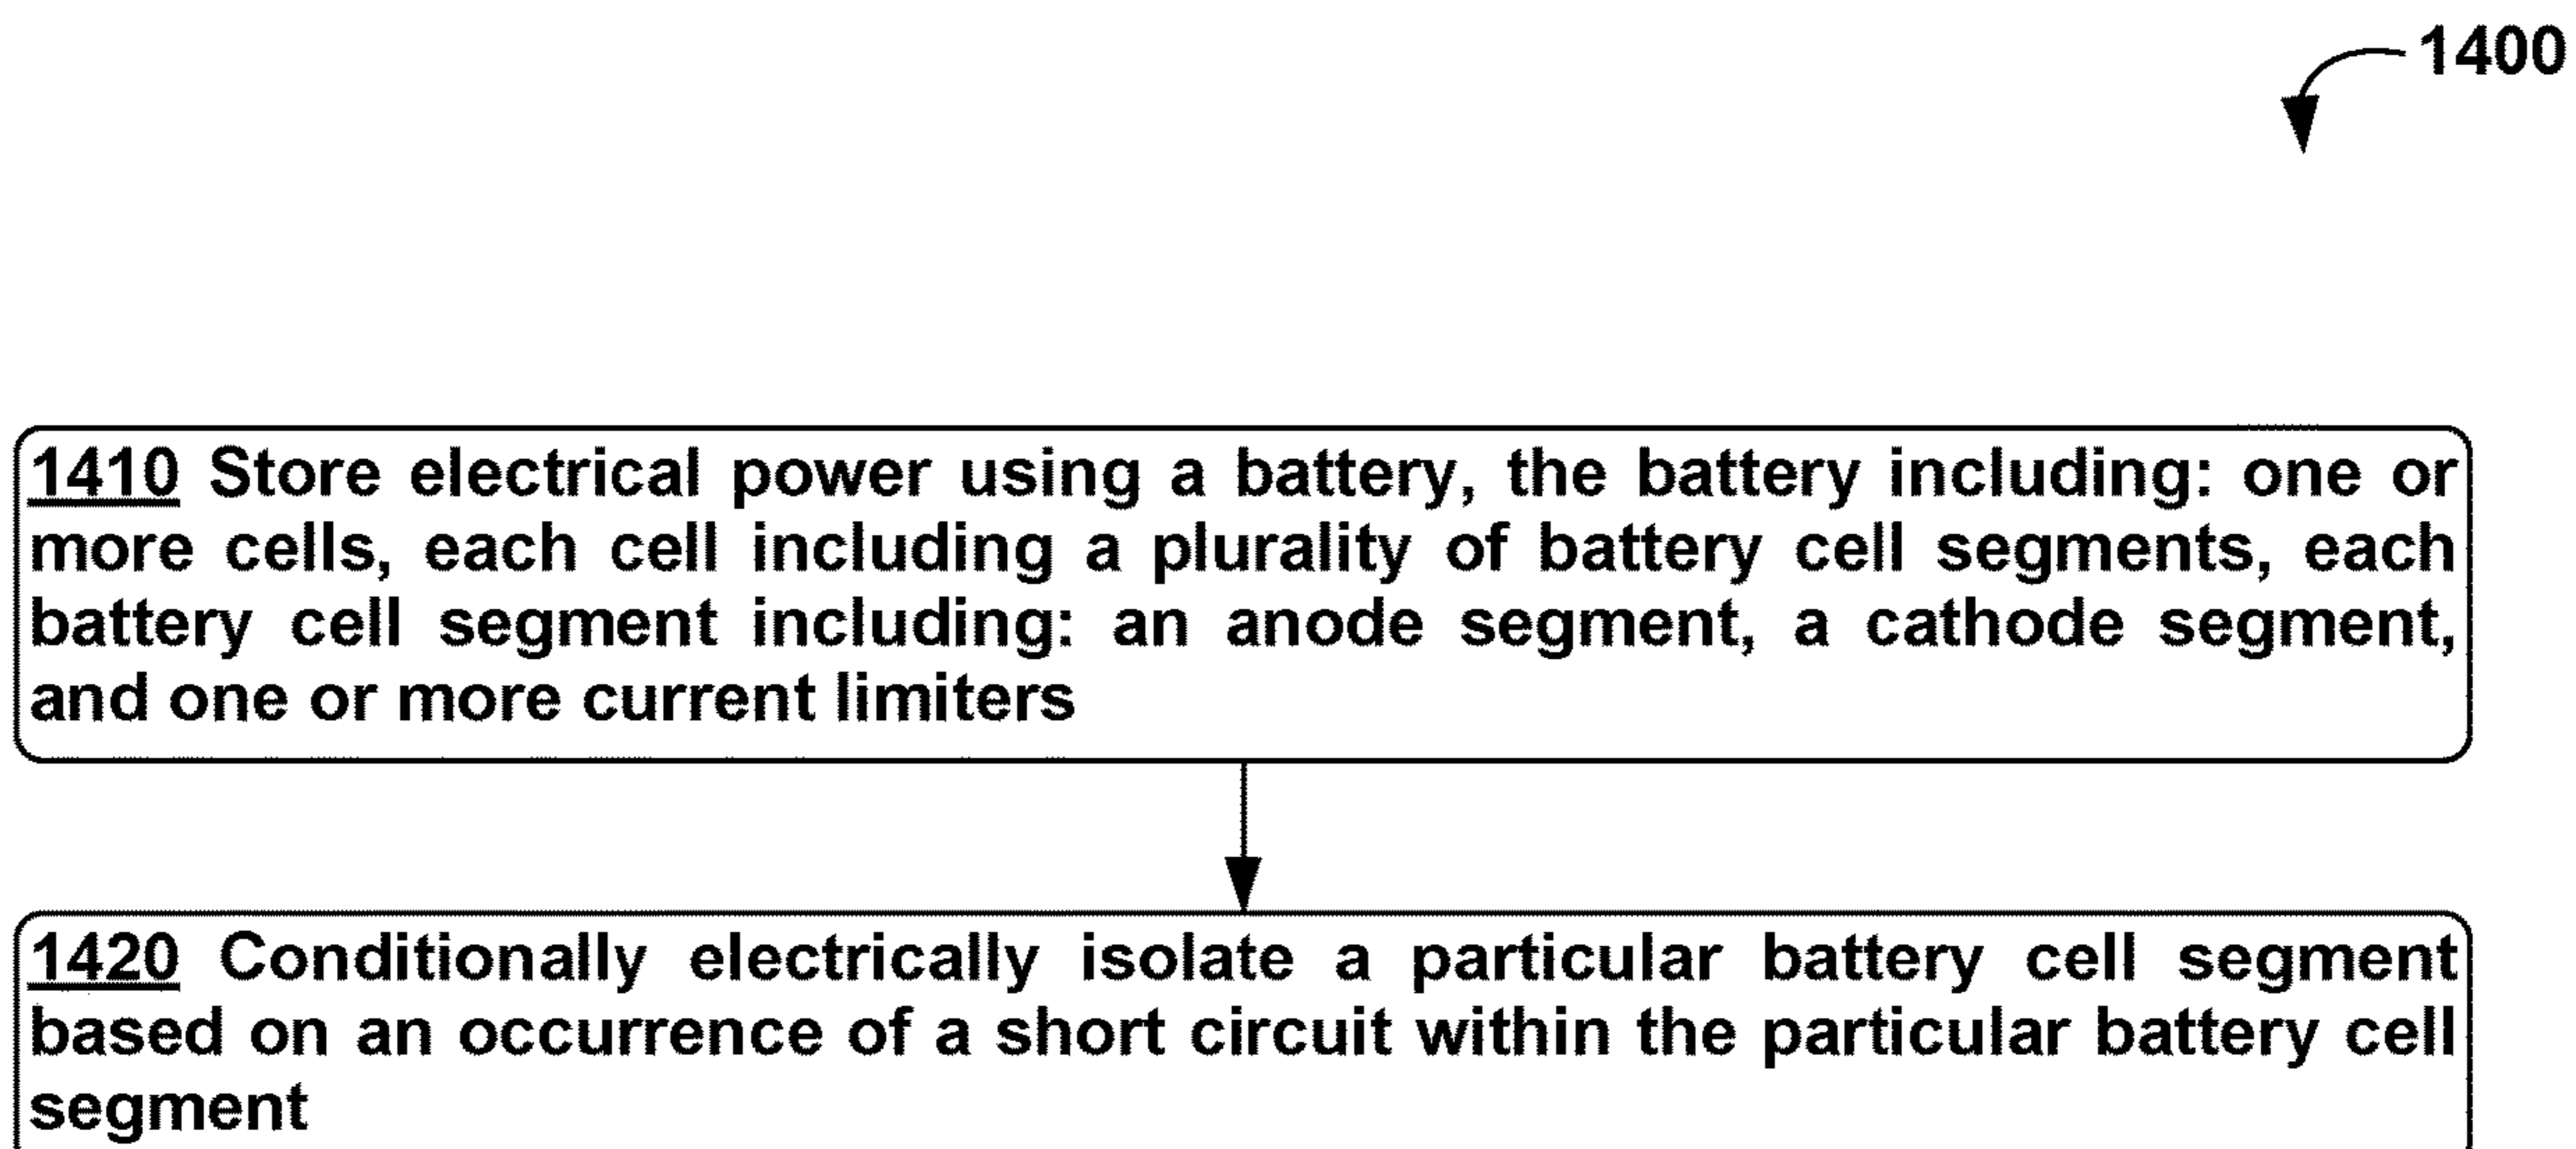 1400
1410 Store electrical power using a battery, the battery including: one or
more cells, each cell including a plurality of battery cell segments, each
battery cell segment including: an anode segment, a cathode segment,
and one or more current limiters
1420 Conditionally electrically isolate a particular battery cell segment
based on an occurrence of a short circuit within the particular battery cell
segment